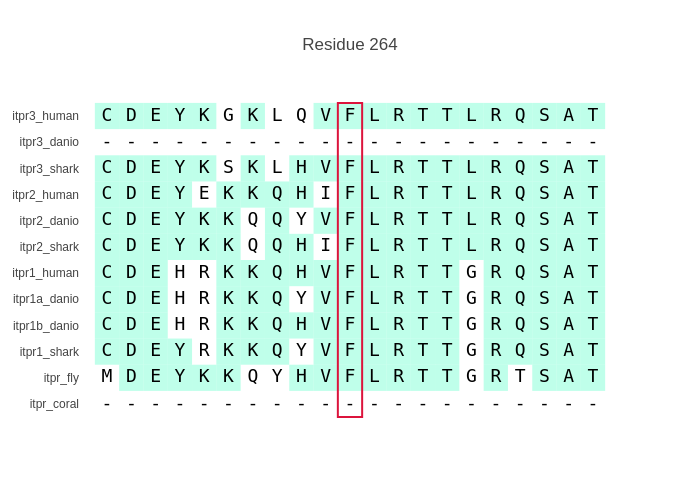 Residue 264
itpr3_human C D E Y K G K L Q V F L R T T L R Q S A T
itpr3_danio - - - - - - - - - - - - - - - - - - - - -
itpr3_shark C D E Y K S K L H V F L R T T L R Q S A T
itpr2_human C D E Y E K K Q H I F L R T T L R Q S A T
itpr2_danio C D E Y K K Q Q Y V F L R T T L R Q S A T
itpr2_shark C D E Y K K Q Q H I F L R T T L R Q S A T
itpr1_human C D E H R K K Q H V F L R T T G R Q S A T
itpr1a_danio C D E H R K K Q Y V F L R T T G R Q S A T
itpr1b_danio C D E H R K K Q H V F L R T T G R Q S A T
itpr1_shark C D E Y R K K Q Y V F L R T T G R Q S A T
itpr_fly M D E Y K K Q Y H V F L R T T G R T S A T
itpr_coral - - - - - - - - - - - - - - - - - - - - -